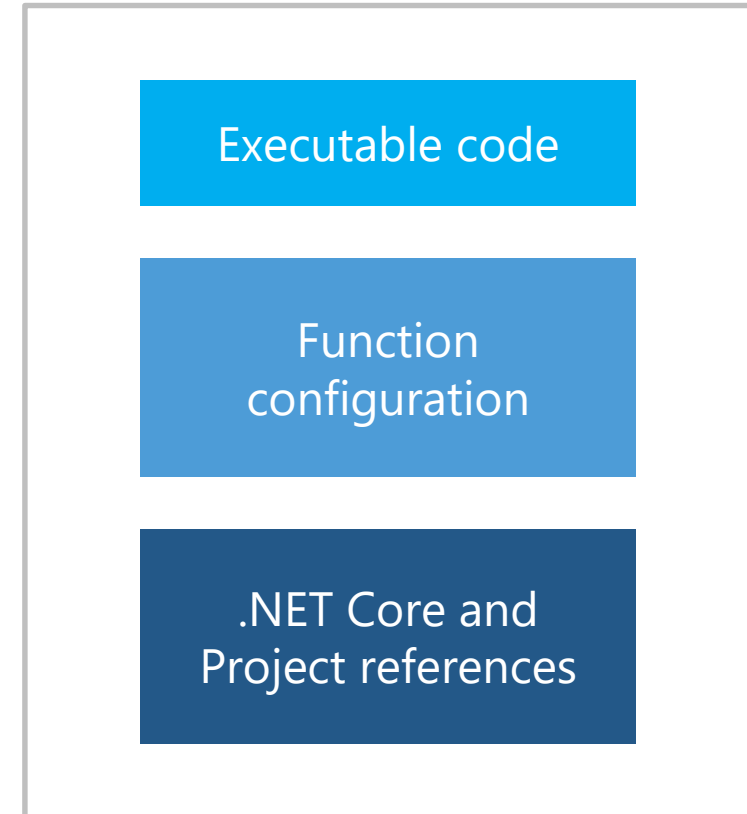 Executable code
Function
configuration
.NET Core and
Project references